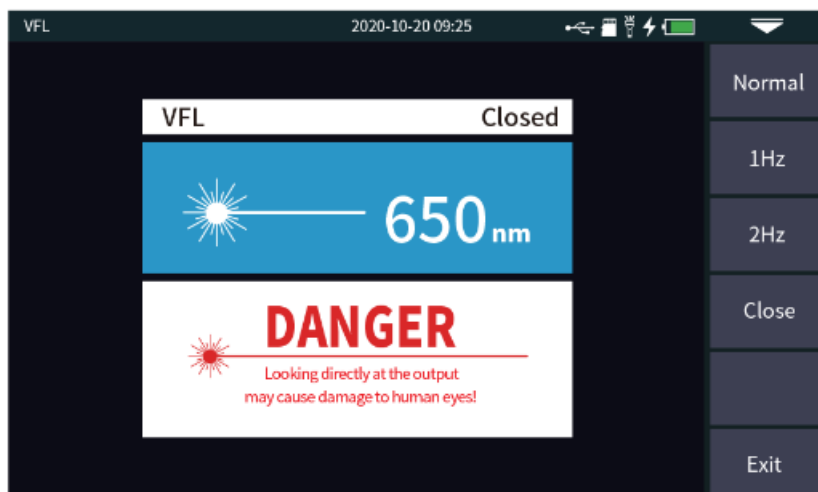 VFL 2020-10-20 09:25
Normal
VFL Closed
1Hz
650nm
2Hz
Close
DANGER
Looking directly at the output
may cause damage to human eyes!
Exit